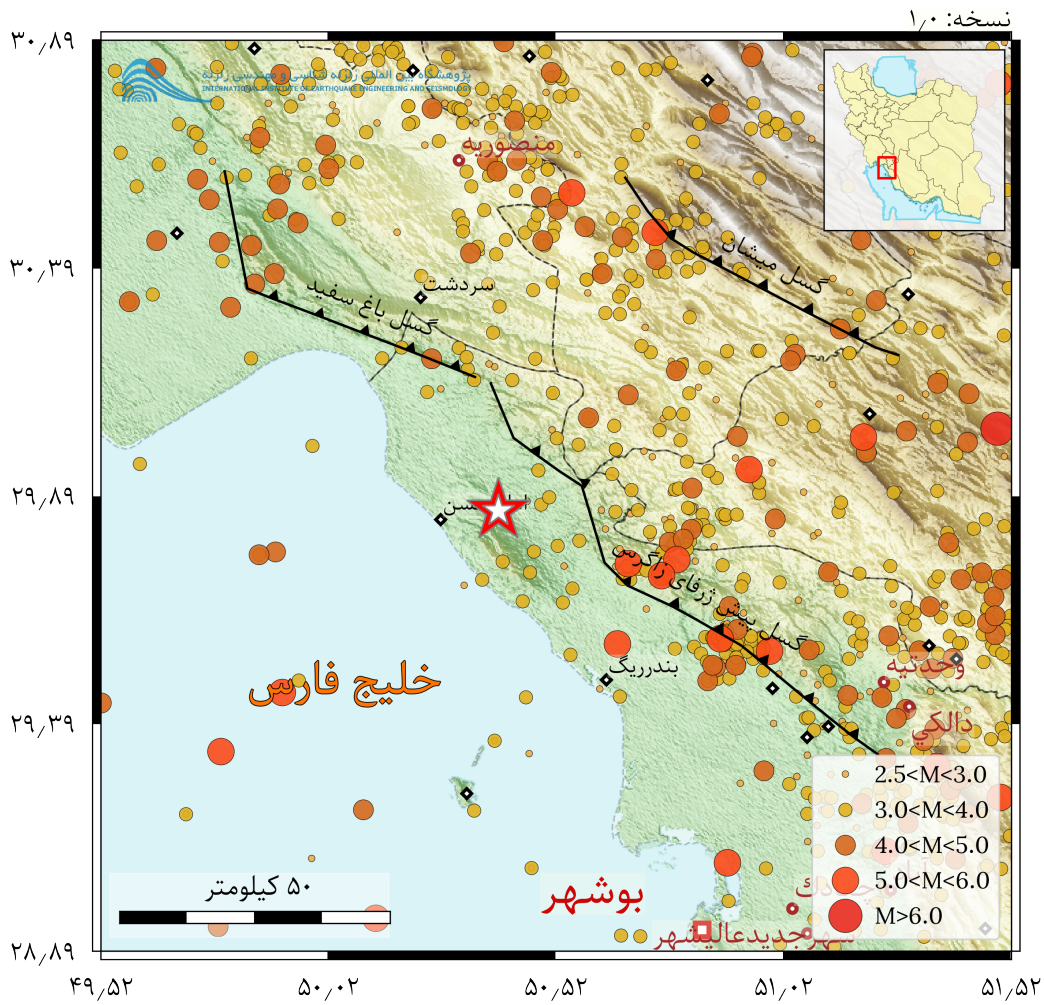 نسخه: ۱٫۰
۳۰٫۸۹
پژوهشگاه بین المللی زلزله شناسی و مهندسی زلزله
INTERNATIONAL INSTITUTE OF EARTHQUAKE ENGINEERING AND SEISMOLOGY
منصوریه
گسل میشان
۳۰٫۳۹
سردشت
گسل باغ سفید
۲۹٫۸۹
گسل پیش ژرفای زاگرس
بندرریگ
وحدتیه
خلیج فارس
دالکي
۲۹٫۳۹
2.5<M<3.0
3.0<M<4.0
4.0<M<5.0
5.0<M<6.0
M>6.0
۵۰ کیلومتر
بوشهر
شهرجدیدعالیشهر
۲۸٫۸۹
۴۹٫۵۲
۵۰٫۰۲
۵۰٫۵۲
۵۱٫۰۲
۵۱٫۵۲